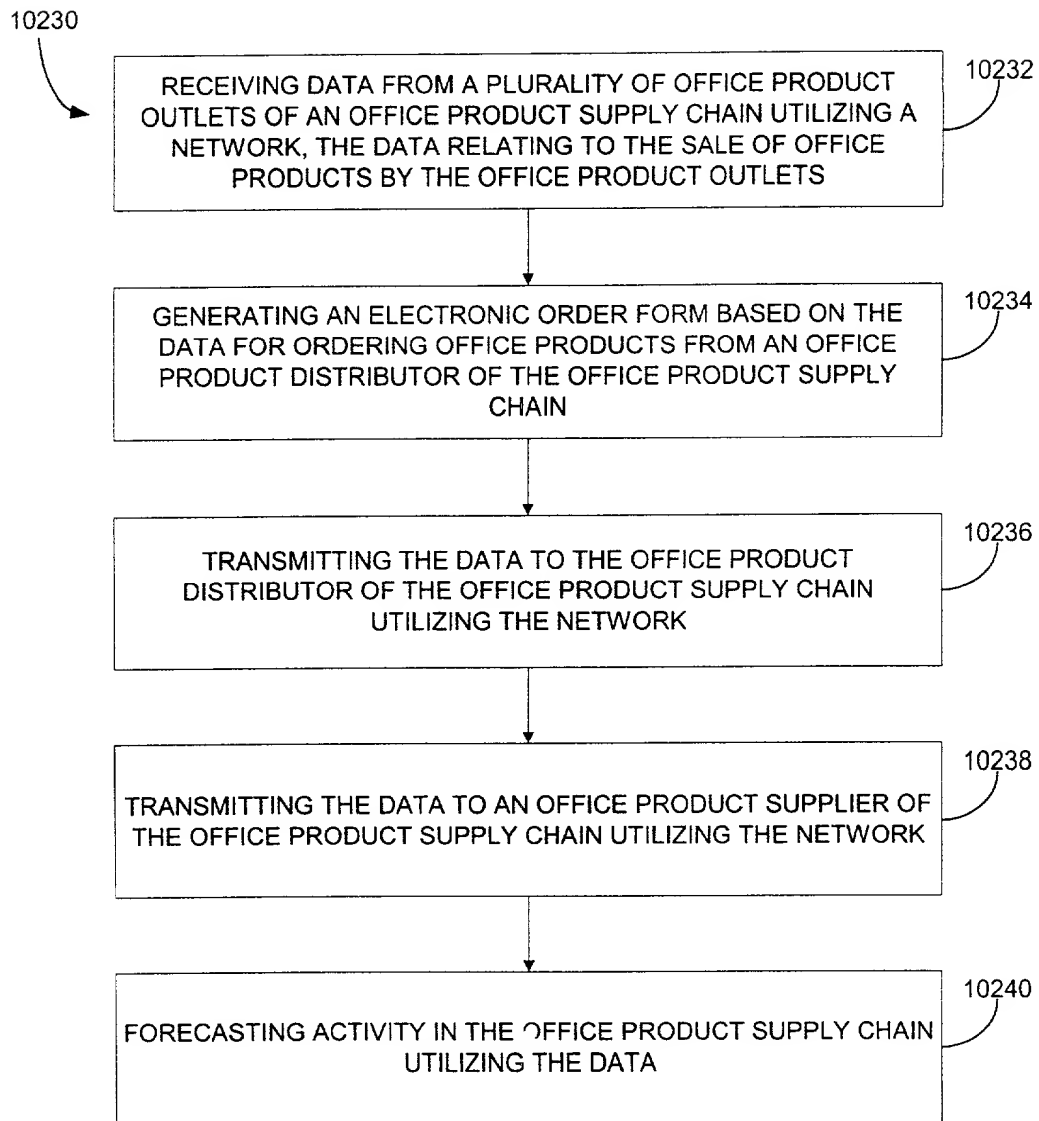 10230
RECEIVING DATA FROM A PLURALITY OF OFFICE PRODUCT
OUTLETS OF AN OFFICE PRODUCT SUPPLY CHAIN UTILIZING A
NETWORK, THE DATA RELATING TO THE SALE OF OFFICE
PRODUCTS BY THE OFFICE PRODUCT OUTLETS
10232
GENERATING AN ELECTRONIC ORDER FORM BASED ON THE
DATA FOR ORDERING OFFICE PRODUCTS FROM AN OFFICE
PRODUCT DISTRIBUTOR OF THE OFFICE PRODUCT SUPPLY
CHAIN
10234
TRANSMITTING THE DATA TO THE OFFICE PRODUCT
DISTRIBUTOR OF THE OFFICE PRODUCT SUPPLY CHAIN
UTILIZING THE NETWORK
10236
TRANSMITTING THE DATA TO AN OFFICE PRODUCT SUPPLIER OF
THE OFFICE PRODUCT SUPPLY CHAIN UTILIZING THE NETWORK
10238
FORECASTING ACTIVITY IN THE OFFICE PRODUCT SUPPLY CHAIN
UTILIZING THE DATA
10240